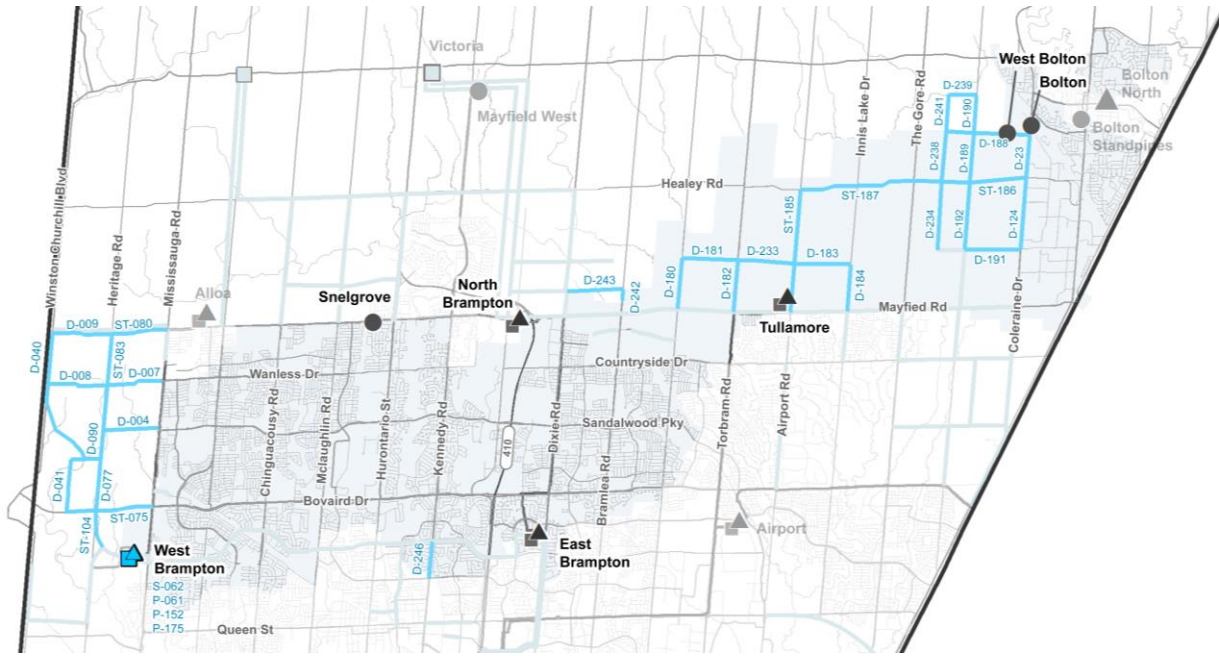 Victoria
Mayfield West
West Bolton
Bolton
Bolton
North
Bolton
Standpipes
D-239
D-241
D-190
D-188
D-23
D-238
D-189
Innis Lake Dr
The Gore Rd
Healey Rd
ST-187
ST-186
ST-185
D-234
D-192
D-124
D-191
Coleraine Dr
Winston Churchill Blvd
Heritage Rd
Mississauga Rd
Alloa
Snelgrove
North
Brampton
D-243
D-242
D-180
D-181
D-182
D-233
D-183
D-184
Mayfied Rd
Tullamore
D-009
ST-080
D-040
ST-083
D-008
D-007
Wanless Dr
Countryside Dr
D-004
D-090
Chinguacousy Rd
Mclaughlin Rd
Hurontario St
Kennedy Rd
410
Dixie Rd
Sandalwood Pky
Bramlea Rd
Torbram Rd
Airport Rd
D-041
D-077
Bovaird Dr
ST-104
ST-075
West
Brampton
S-062
P-061
P-152
P-175
D-246
East
Brampton
Airport
Queen St